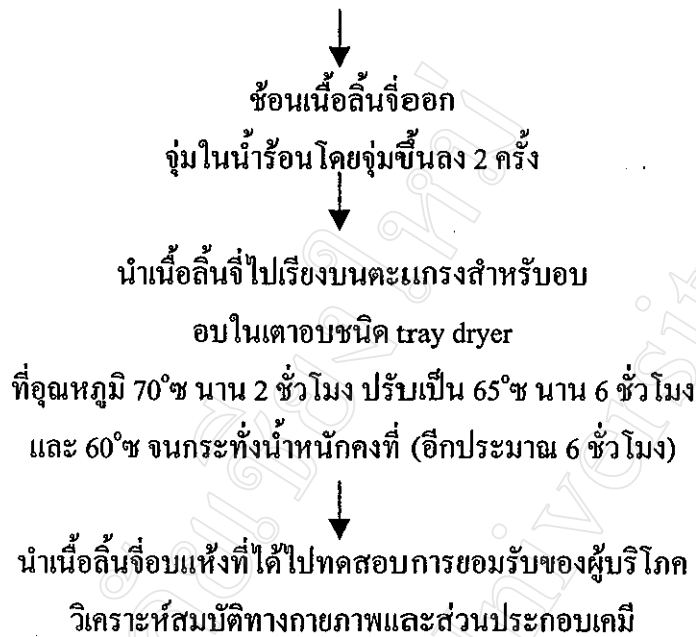 ช้อนเนื้อลิ้นจี่ออก
จุ่มในน้ำร้อนโดยจุ่มขึ้นลง 2 ครั้ง
นำเนื้อลิ้นจี่ไปเรียงบนตะแกรงสำหรับอบ
อบในเตาอบชนิด tray dryer
ที่อุณหภูมิ 70°ซ นาน 2 ชั่วโมง ปรับเป็น 65°ซ นาน 6 ชั่วโมง
และ 60°ซ จนกระทั่งน้ำหนักคงที่ (อีกประมาณ 6 ชั่วโมง)
นำเนื้อลิ้นจี่อบแห้งที่ได้ไปทดสอบการยอมรับของผู้บริโภค
วิเคราะห์สมบัติทางกายภาพและส่วนประกอบเคมี